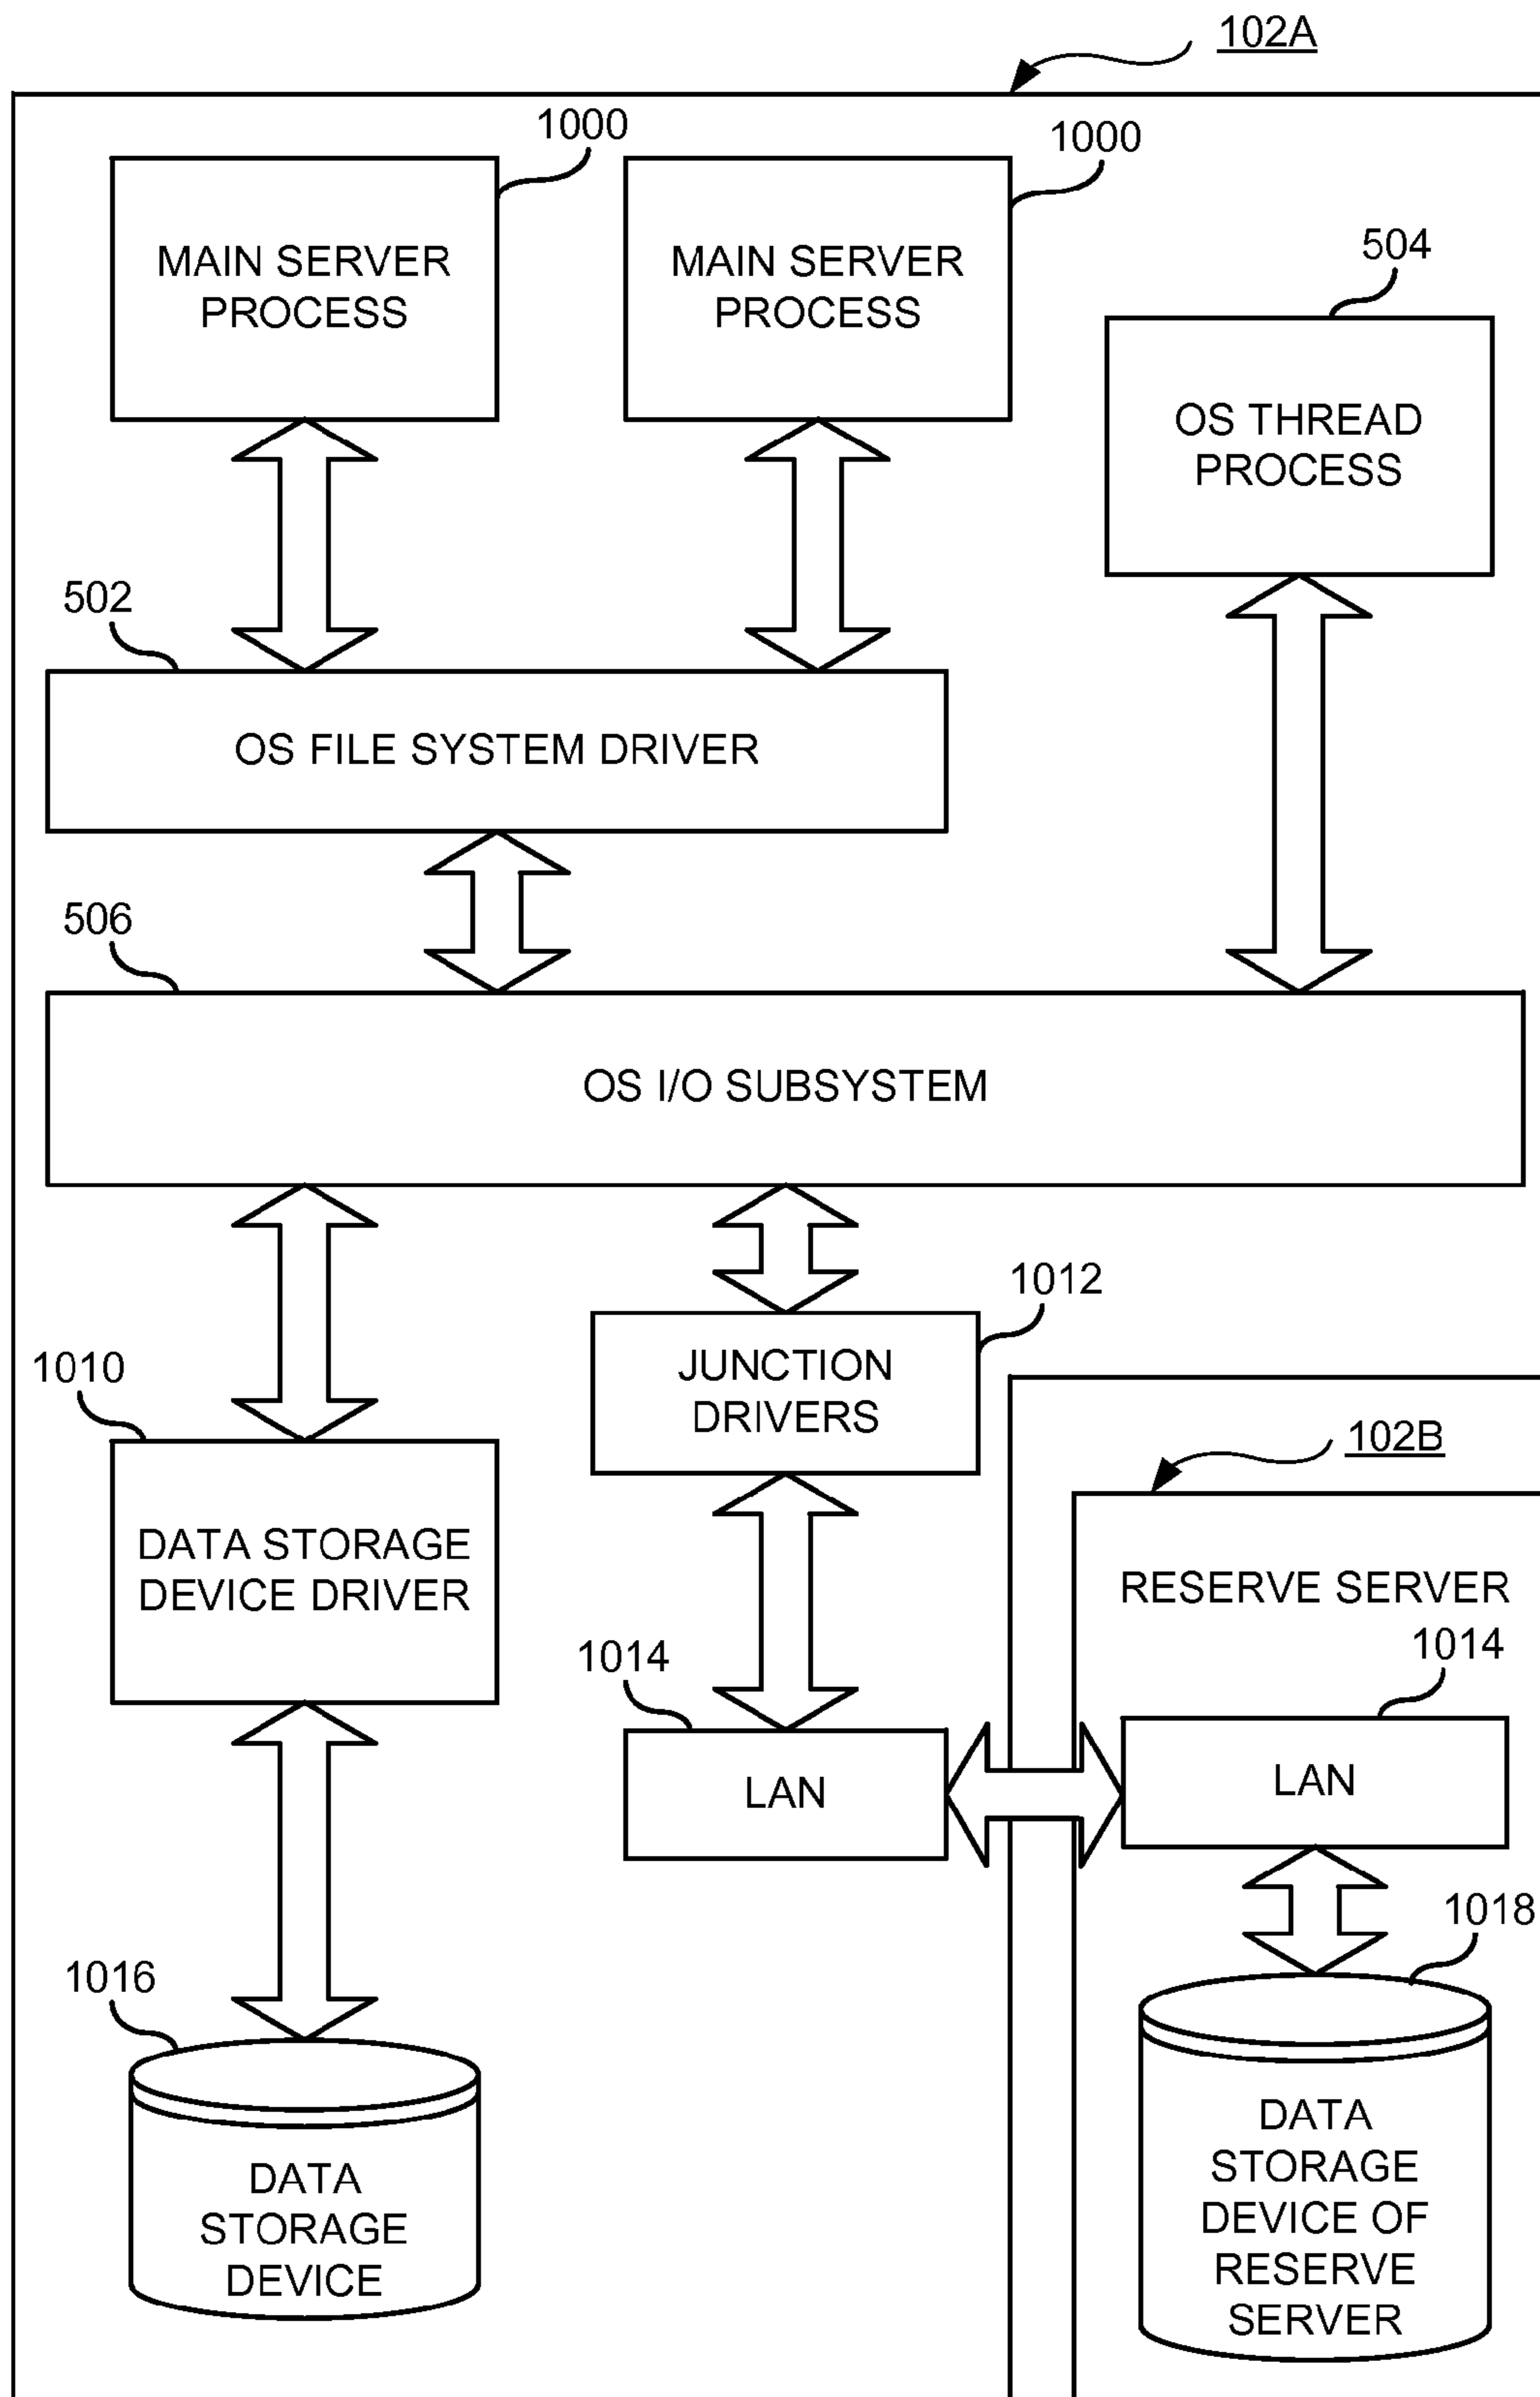 102A
1000
1000
MAIN SERVER
PROCESS
MAIN SERVER
PROCESS
504
OS THREAD
PROCESS
502
OS FILE SYSTEM DRIVER
506
OS I/O SUBSYSTEM
1012
JUNCTION
DRIVERS
1010
DATA STORAGE
DEVICE DRIVER
102B
RESERVE SERVER
1014
LAN
1014
LAN
1016
DATA
STORAGE
DEVICE
1018
DATA
STORAGE
DEVICE OF
RESERVE
SERVER